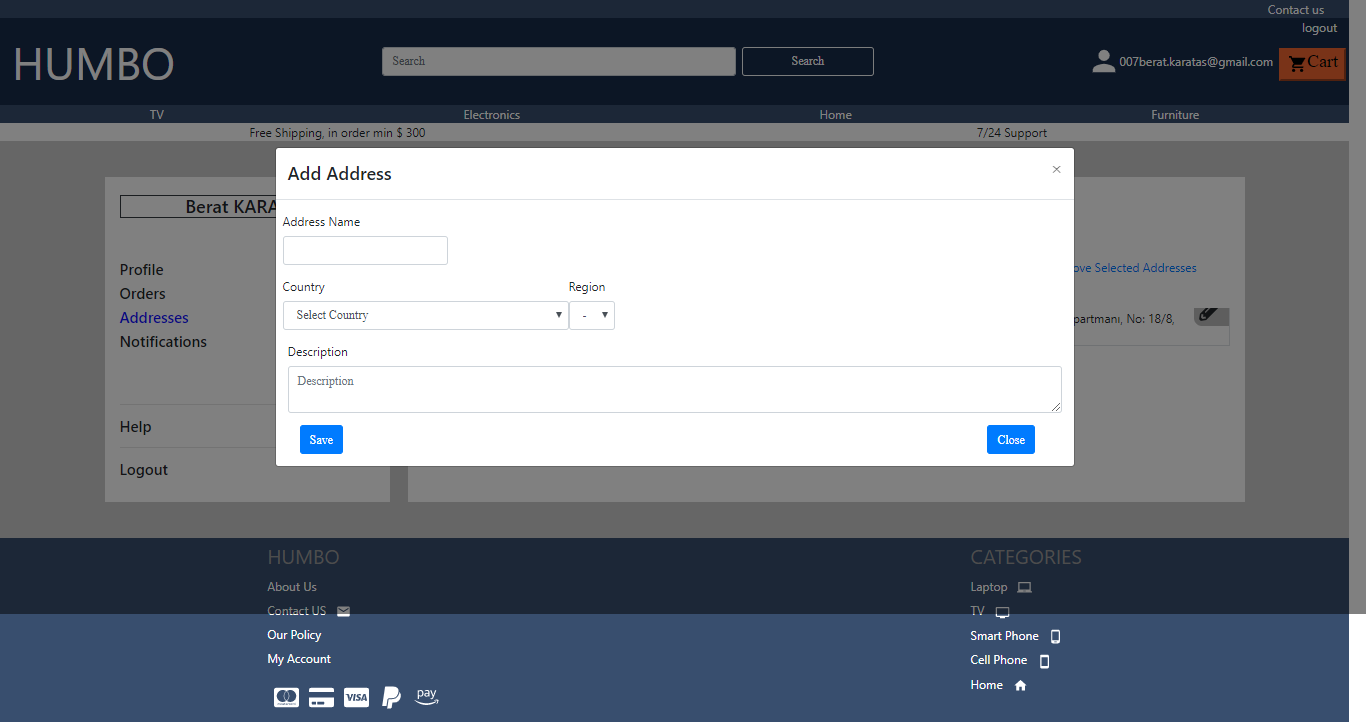 Contact us
logout
HUMBO
Search
Search
007berat.karatas@gmail.com
Cart
TV
Electronics
Home
Furniture
Free Shipping, in order min $ 300
7/24 Support
Add Address
×
Berat KARA
Address Name
Profile
Orders
Addresses
Notifications
ove Selected Addresses
Country
Region
Select Country
-
partmanı, No: 18/8,
Description
Description
Help
Save
Close
Logout
HUMBO
About Us
Contact US
Our Policy
My Account
VISA
pay
CATEGORIES
Laptop
TV
Smart Phone
Cell Phone
Home